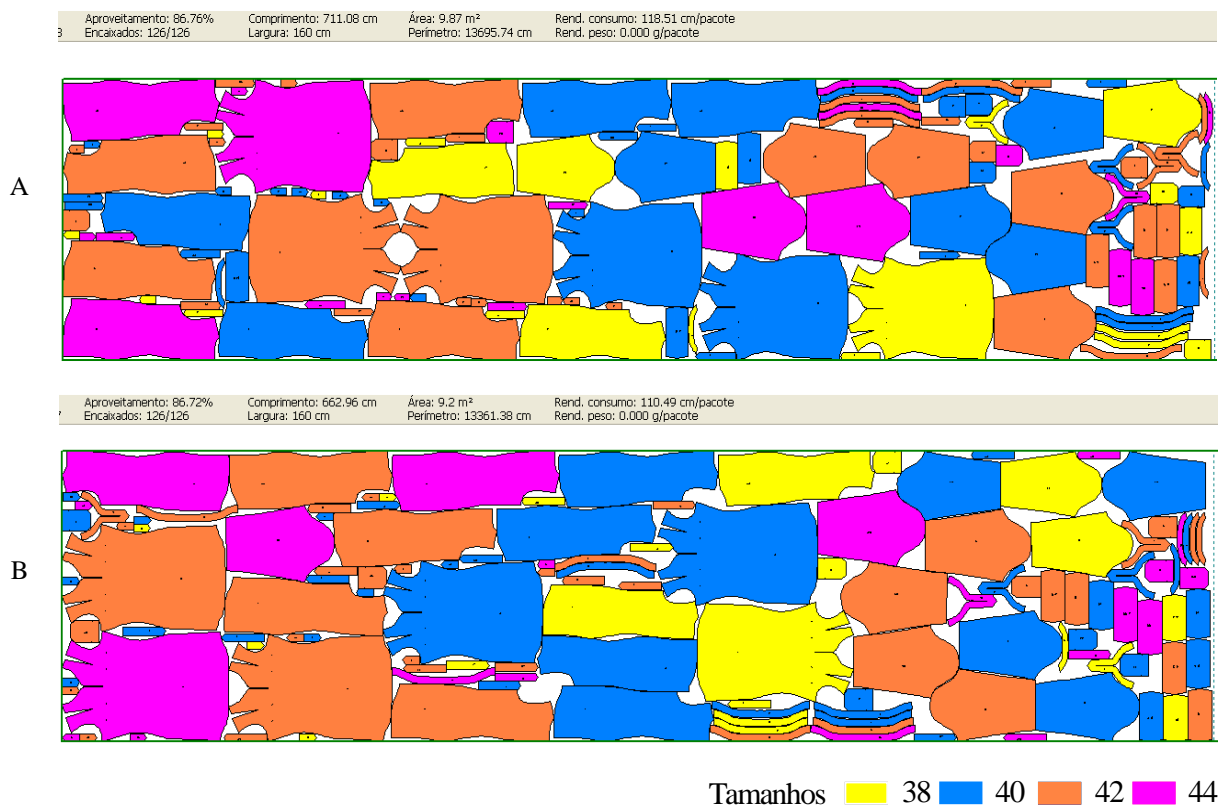 Aproveitamento: 86.76% Comprimento: 711.08 cm Área: 9.87 m² Rend. consumo: 118.51 cm/pacote
Encaixados: 126/126 Largura: 160 cm Perímetro: 13695.74 cm Rend. peso: 0.000 g/pacote
A
Aproveitamento: 86.72% Comprimento: 662.96 cm Área: 9.2 m² Rend. consumo: 110.49 cm/pacote
Encaixados: 126/126 Largura: 160 cm Perímetro: 13361.38 cm Rend. peso: 0.000 g/pacote
B
Tamanhos 38 40 42 44